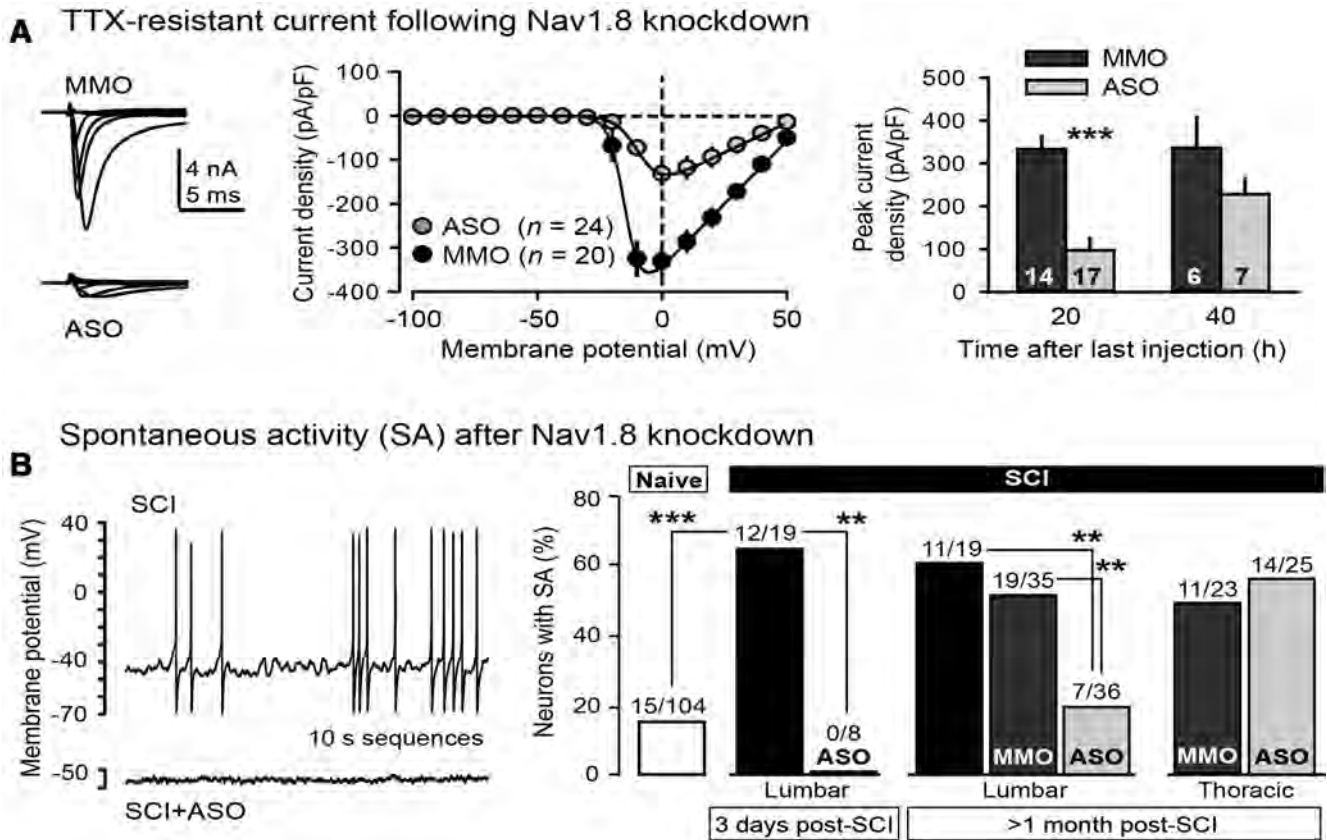 A TTX-resistant current following Nav1.8 knockdown
MMO
4 nA
5 ms
ASO
Current density (pA/pF)
100
0
-100
-200
-300
-400
ASO (n = 24)
MMO (n = 20)
-100
-50
0
50
Membrane potential (mV)
MMO
ASO
Peak current
density (pA/pF)
500
400
300
200
100
0
***
14
17
6
7
20
40
Time after last injection (h)
Spontaneous activity (SA) after Nav1.8 knockdown
B
SCI
Membrane potential (mV)
40
0
-40
-70
-50
10 s sequences
SCI+ASO
Neurons with SA (%)
80
60
40
20
0
Naive
SCI
***
12/19
**
15/104
0/8
ASO
11/19
**
**
19/35
7/36
MMO
ASO
11/23
14/25
MMO
ASO
Lumbar
Lumbar
Thoracic
3 days post-SCI
>1 month post-SCI